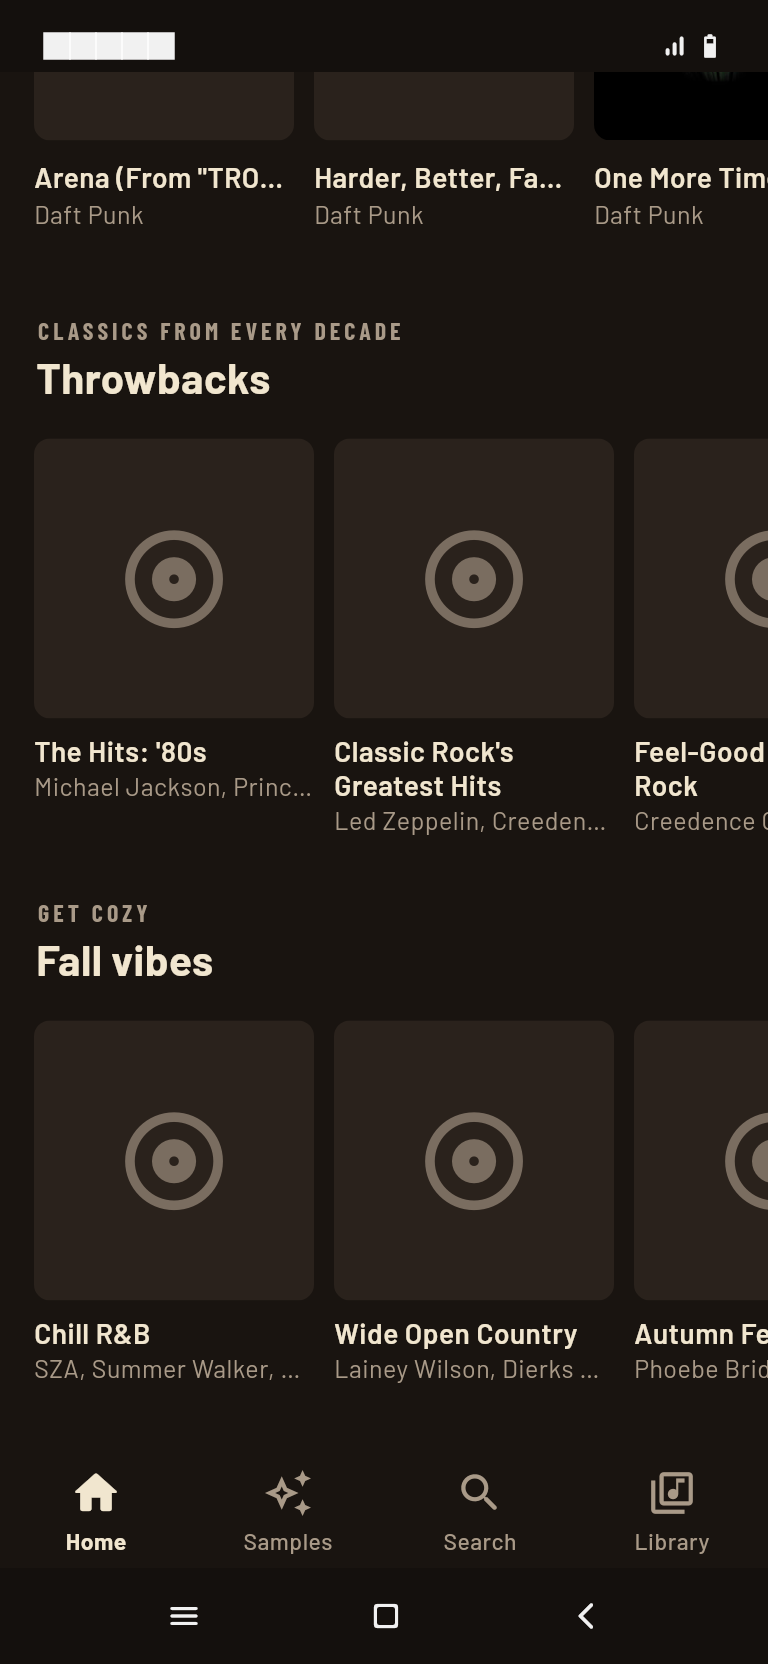 Arena (From "TRO...
Harder, Better, Fa...
One More Tim
Daft Punk
Daft Punk
Daft Punk
CLASSICS FROM EVERY DECADE
Throwbacks
The Hits: '80s
Michael Jackson, Princ...
Classic Rock's
Greatest Hits
Led Zeppelin, Creeden...
Feel-Good
Rock
Creedence
GET COZY
Fall vibes
Chill R&B
SZA, Summer Walker, ...
Wide Open Country
Lainey Wilson, Dierks ...
Autumn Fe
Phoebe Brid
Home
Samples
Search
Library